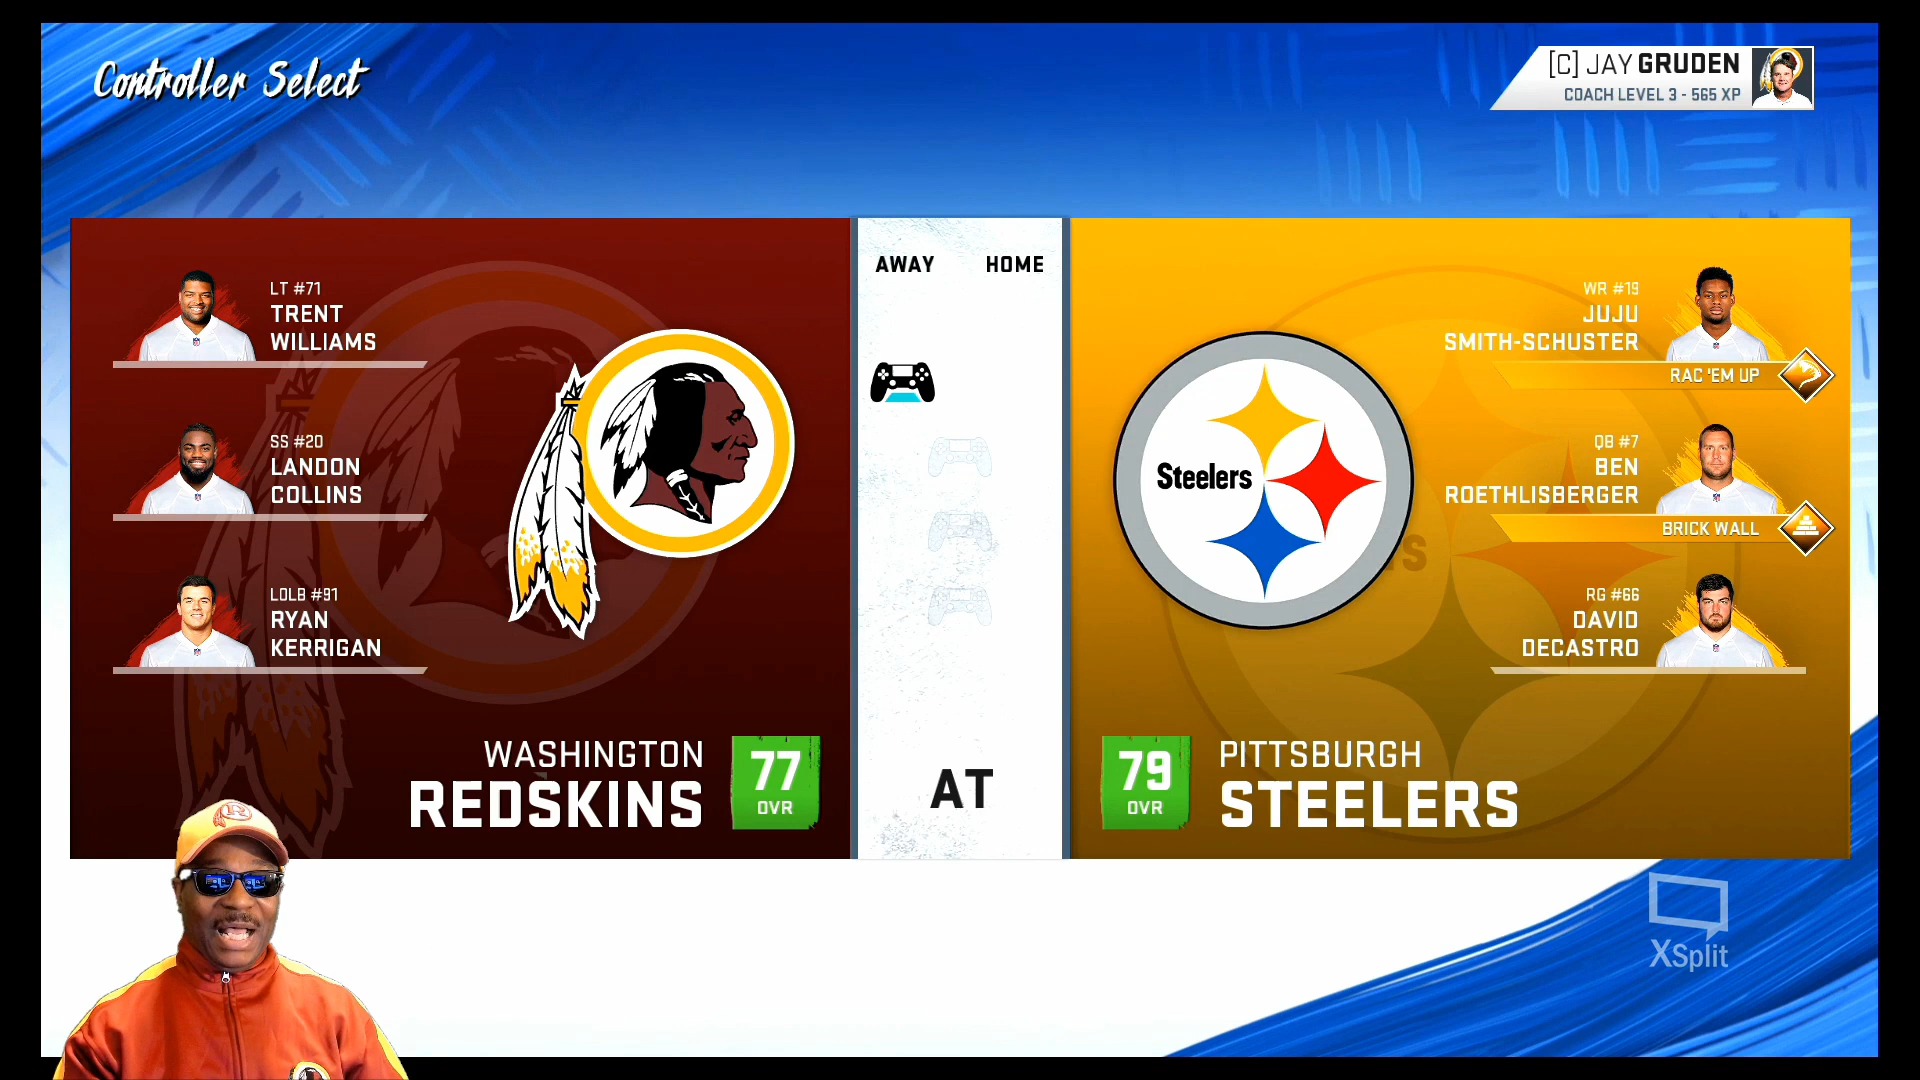 Controller Select
[C] JAY GRUDEN
COACH LEVEL 3 - 565 XP
AWAY HOME
LT #71
TRENT
WILLIAMS
SS #20
LANDON
COLLINS
LOLB #91
RYAN
KERRIGAN
WR #19
JUJU
SMITH-SCHUSTER
RAC 'EM UP
QB #7
BEN
ROETHLISBERGER
BRICK WALL
RG #66
DAVID
DECASTRO
Steelers
WASHINGTON
REDSKINS
77
OVR
AT
79
OVR
PITTSBURGH
STEELERS
R
XSplit